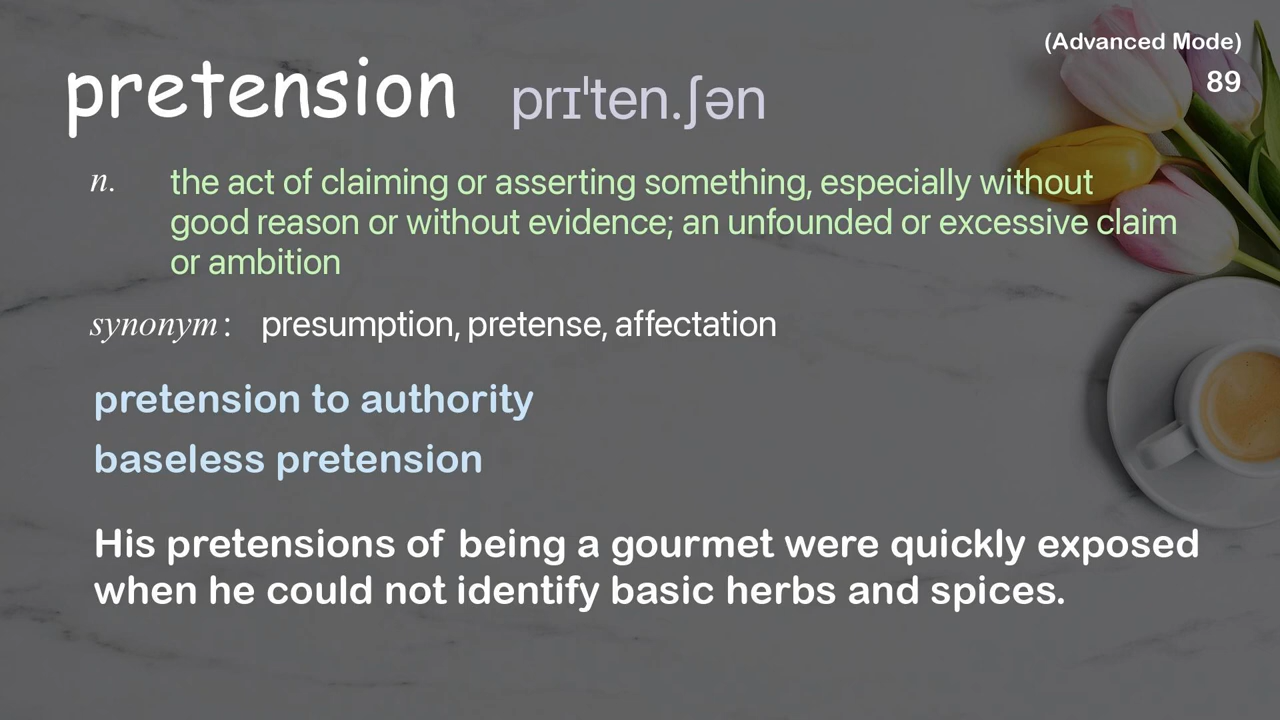 (Advanced Mode)
89
pretension prɪˈten.ʃən
n. the act of claiming or asserting something, especially without
good reason or without evidence; an unfounded or excessive claim
or ambition
synonym: presumption, pretense, affectation
pretension to authority
baseless pretension
His pretensions of being a gourmet were quickly exposed
when he could not identify basic herbs and spices.